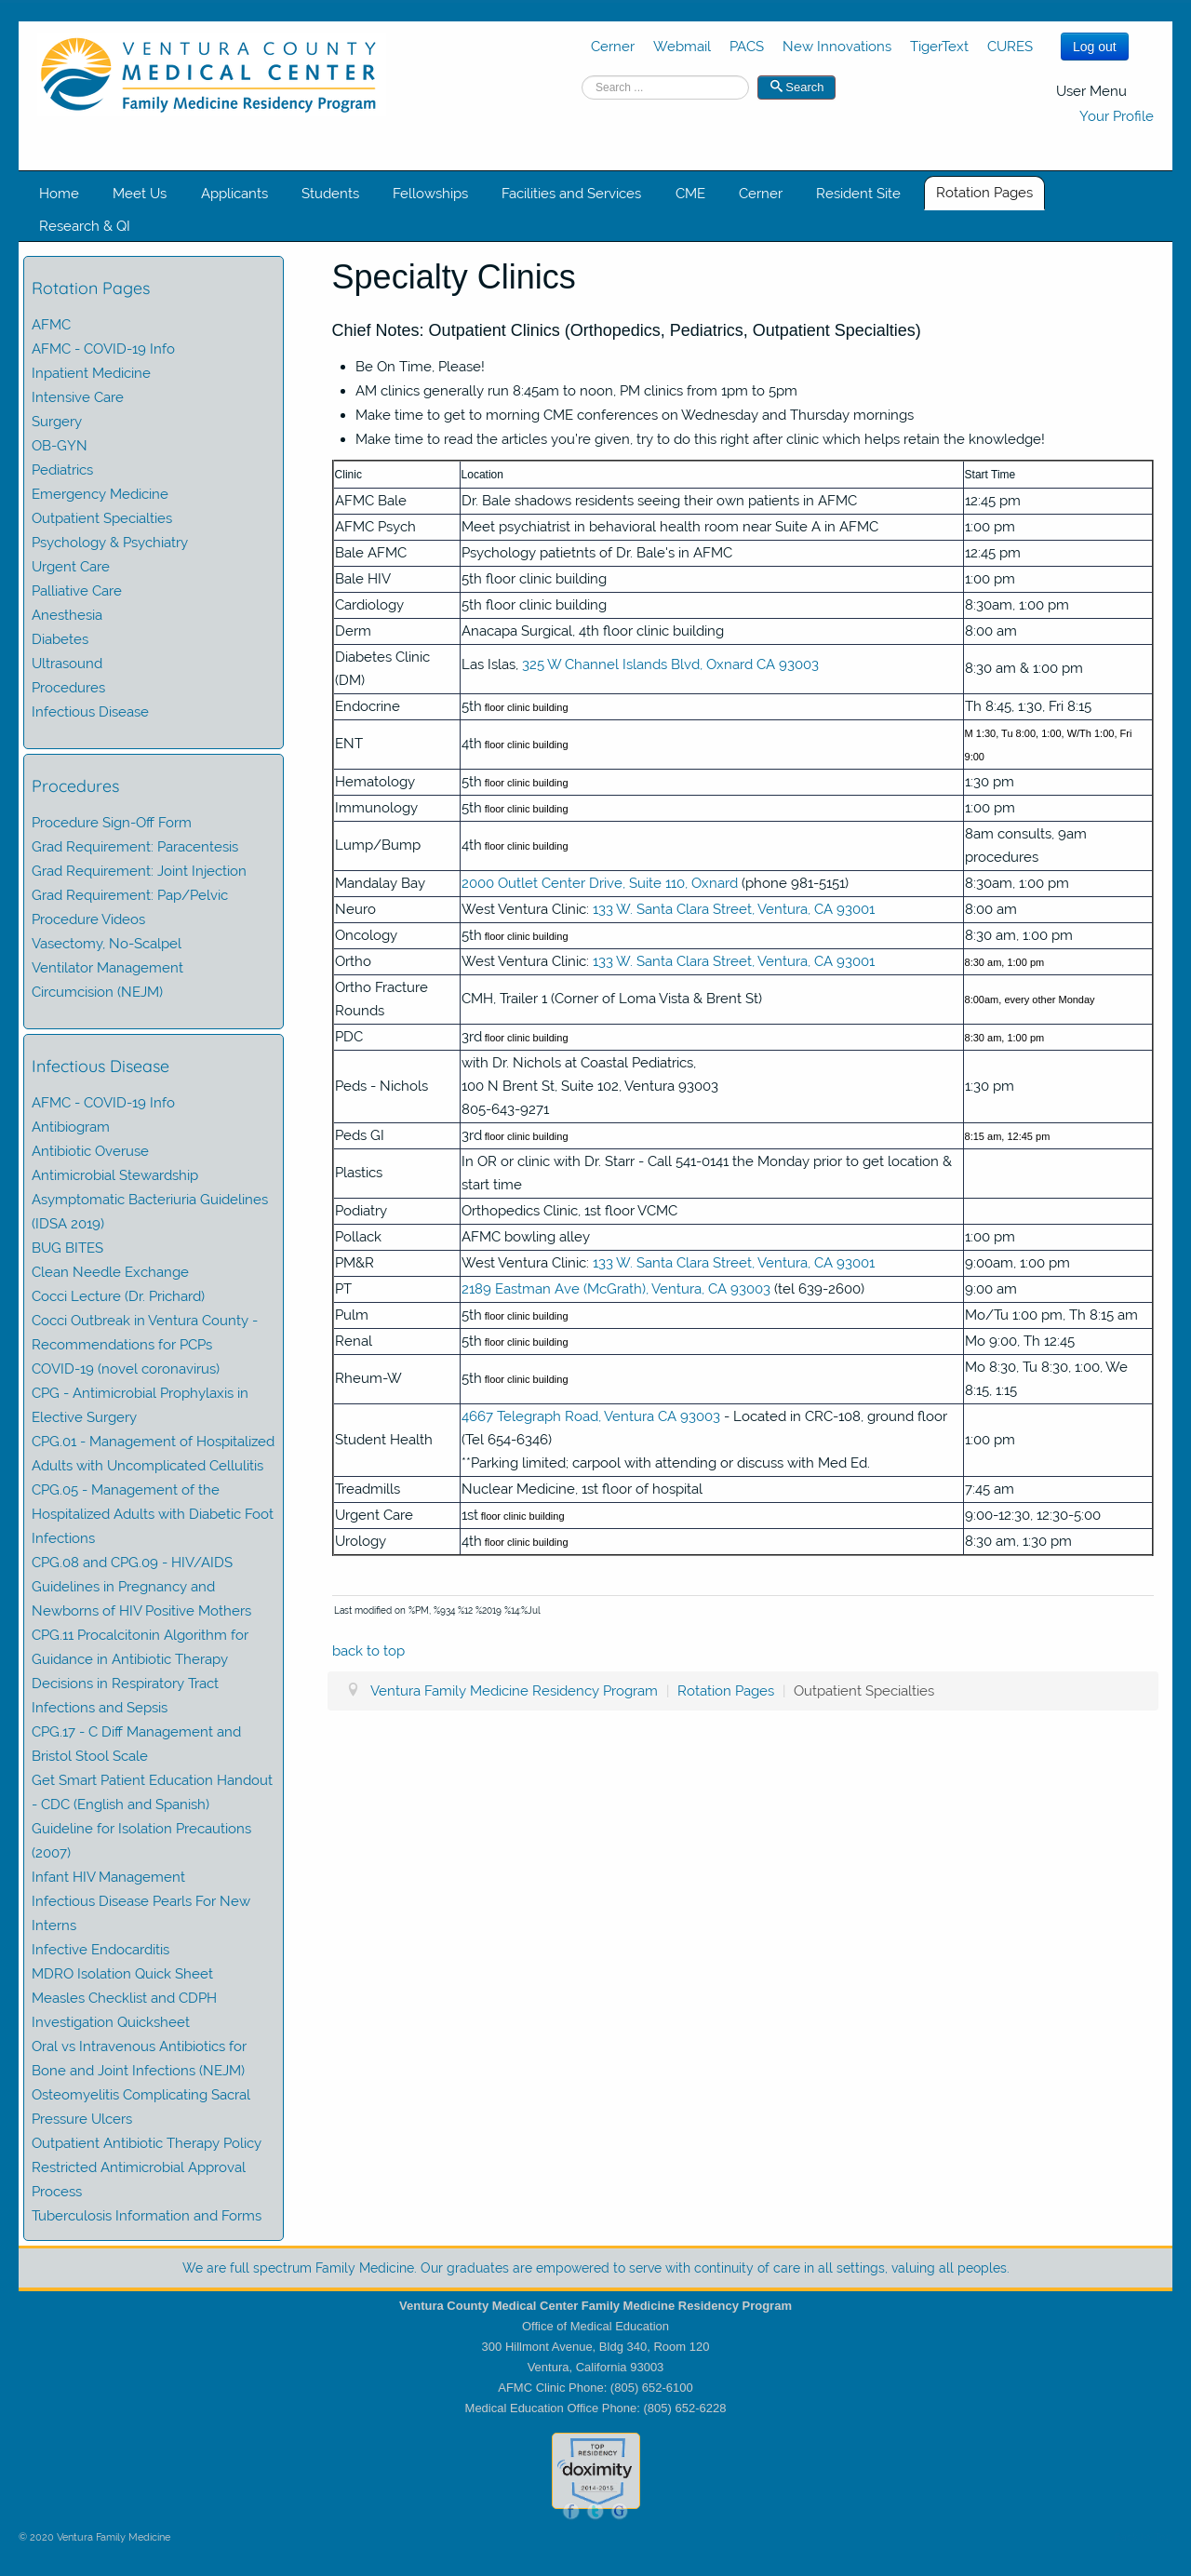 VENTURA COUNTY
MEDICAL CENTER
Family Medicine Residency Program
Cerner Webmail PACS New Innovations TigerText CURES Log out
Search ... Search
User Menu
Your Profile
Home Meet Us Applicants Students Fellowships Facilities and Services CME Cerner Resident Site Rotation Pages
Research & QI
Rotation Pages
AFMC
AFMC - COVID-19 Info
Inpatient Medicine
Intensive Care
Surgery
OB-GYN
Pediatrics
Emergency Medicine
Outpatient Specialties
Psychology & Psychiatry
Urgent Care
Palliative Care
Anesthesia
Diabetes
Ultrasound
Procedures
Infectious Disease
Procedures
Procedure Sign-Off Form
Grad Requirement: Paracentesis
Grad Requirement: Joint Injection
Grad Requirement: Pap/Pelvic
Procedure Videos
Vasectomy, No-Scalpel
Ventilator Management
Circumcision (NEJM)
Infectious Disease
AFMC - COVID-19 Info
Antibiogram
Antibiotic Overuse
Antimicrobial Stewardship
Asymptomatic Bacteriuria Guidelines
(IDSA 2019)
BUG BITES
Clean Needle Exchange
Cocci Lecture (Dr. Prichard)
Cocci Outbreak in Ventura County -
Recommendations for PCPs
COVID-19 (novel coronavirus)
CPG - Antimicrobial Prophylaxis in
Elective Surgery
CPG.01 - Management of Hospitalized
Adults with Uncomplicated Cellulitis
CPG.05 - Management of the
Hospitalized Adults with Diabetic Foot
Infections
CPG.08 and CPG.09 - HIV/AIDS
Guidelines in Pregnancy and
Newborns of HIV Positive Mothers
CPG.11 Procalcitonin Algorithm for
Guidance in Antibiotic Therapy
Decisions in Respiratory Tract
Infections and Sepsis
CPG.17 - C Diff Management and
Bristol Stool Scale
Get Smart Patient Education Handout
- CDC (English and Spanish)
Guideline for Isolation Precautions
(2007)
Infant HIV Management
Infectious Disease Pearls For New
Interns
Infective Endocarditis
MDRO Isolation Quick Sheet
Measles Checklist and CDPH
Investigation Quicksheet
Oral vs Intravenous Antibiotics for
Bone and Joint Infections (NEJM)
Osteomyelitis Complicating Sacral
Pressure Ulcers
Outpatient Antibiotic Therapy Policy
Restricted Antimicrobial Approval
Process
Tuberculosis Information and Forms
Specialty Clinics
Chief Notes: Outpatient Clinics (Orthopedics, Pediatrics, Outpatient Specialties)
• Be On Time, Please!
• AM clinics generally run 8:45am to noon, PM clinics from 1pm to 5pm
• Make time to get to morning CME conferences on Wednesday and Thursday mornings
• Make time to read the articles you're given, try to do this right after clinic which helps retain the knowledge!
Clinic Location Start Time
AFMC Bale Dr. Bale shadows residents seeing their own patients in AFMC 12:45 pm
AFMC Psych Meet psychiatrist in behavioral health room near Suite A in AFMC 1:00 pm
Bale AFMC Psychology patietnts of Dr. Bale's in AFMC 12:45 pm
Bale HIV 5th floor clinic building 1:00 pm
Cardiology 5th floor clinic building 8:30am, 1:00 pm
Derm Anacapa Surgical, 4th floor clinic building 8:00 am
Diabetes Clinic
(DM) Las Islas, 325 W Channel Islands Blvd, Oxnard CA 93003 8:30 am & 1:00 pm
Endocrine 5th floor clinic building Th 8:45, 1:30, Fri 8:15
ENT 4th floor clinic building M 1:30, Tu 8:00, 1:00, W/Th 1:00, Fri
9:00
Hematology 5th floor clinic building 1:30 pm
Immunology 5th floor clinic building 1:00 pm
Lump/Bump 4th floor clinic building 8am consults, 9am
procedures
Mandalay Bay 2000 Outlet Center Drive, Suite 110, Oxnard (phone 981-5151) 8:30am, 1:00 pm
Neuro West Ventura Clinic: 133 W. Santa Clara Street, Ventura, CA 93001 8:00 am
Oncology 5th floor clinic building 8:30 am, 1:00 pm
Ortho West Ventura Clinic: 133 W. Santa Clara Street, Ventura, CA 93001 8:30 am, 1:00 pm
Ortho Fracture
Rounds CMH, Trailer 1 (Corner of Loma Vista & Brent St) 8:00am, every other Monday
PDC 3rd floor clinic building 8:30 am, 1:00 pm
with Dr. Nichols at Coastal Pediatrics,
Peds - Nichols 100 N Brent St, Suite 102, Ventura 93003 1:30 pm
805-643-9271
Peds GI 3rd floor clinic building 8:15 am, 12:45 pm
Plastics In OR or clinic with Dr. Starr - Call 541-0141 the Monday prior to get location &
start time
Podiatry Orthopedics Clinic, 1st floor VCMC
Pollack AFMC bowling alley 1:00 pm
PM&R West Ventura Clinic: 133 W. Santa Clara Street, Ventura, CA 93001 9:00am, 1:00 pm
PT 2189 Eastman Ave (McGrath), Ventura, CA 93003 (tel 639-2600) 9:00 am
Pulm 5th floor clinic building Mo/Tu 1:00 pm, Th 8:15 am
Renal 5th floor clinic building Mo 9:00, Th 12:45
Rheum-W 5th floor clinic building Mo 8:30, Tu 8:30, 1:00, We
8:15, 1:15
4667 Telegraph Road, Ventura CA 93003 - Located in CRC-108, ground floor
Student Health (Tel 654-6346) 1:00 pm
**Parking limited; carpool with attending or discuss with Med Ed.
Treadmills Nuclear Medicine, 1st floor of hospital 7:45 am
Urgent Care 1st floor clinic building 9:00-12:30, 12:30-5:00
Urology 4th floor clinic building 8:30 am, 1:30 pm
Last modified on %PM, %934 %12 %2019 %14:%Jul
back to top
Ventura Family Medicine Residency Program | Rotation Pages | Outpatient Specialties
We are full spectrum Family Medicine. Our graduates are empowered to serve with continuity of care in all settings, valuing all peoples.
Ventura County Medical Center Family Medicine Residency Program
Office of Medical Education
300 Hillmont Avenue, Bldg 340, Room 120
Ventura, California 93003
AFMC Clinic Phone: (805) 652-6100
Medical Education Office Phone: (805) 652-6228
TOP
RESIDENCY
doximity
2014-2015
f t G
© 2020 Ventura Family Medicine